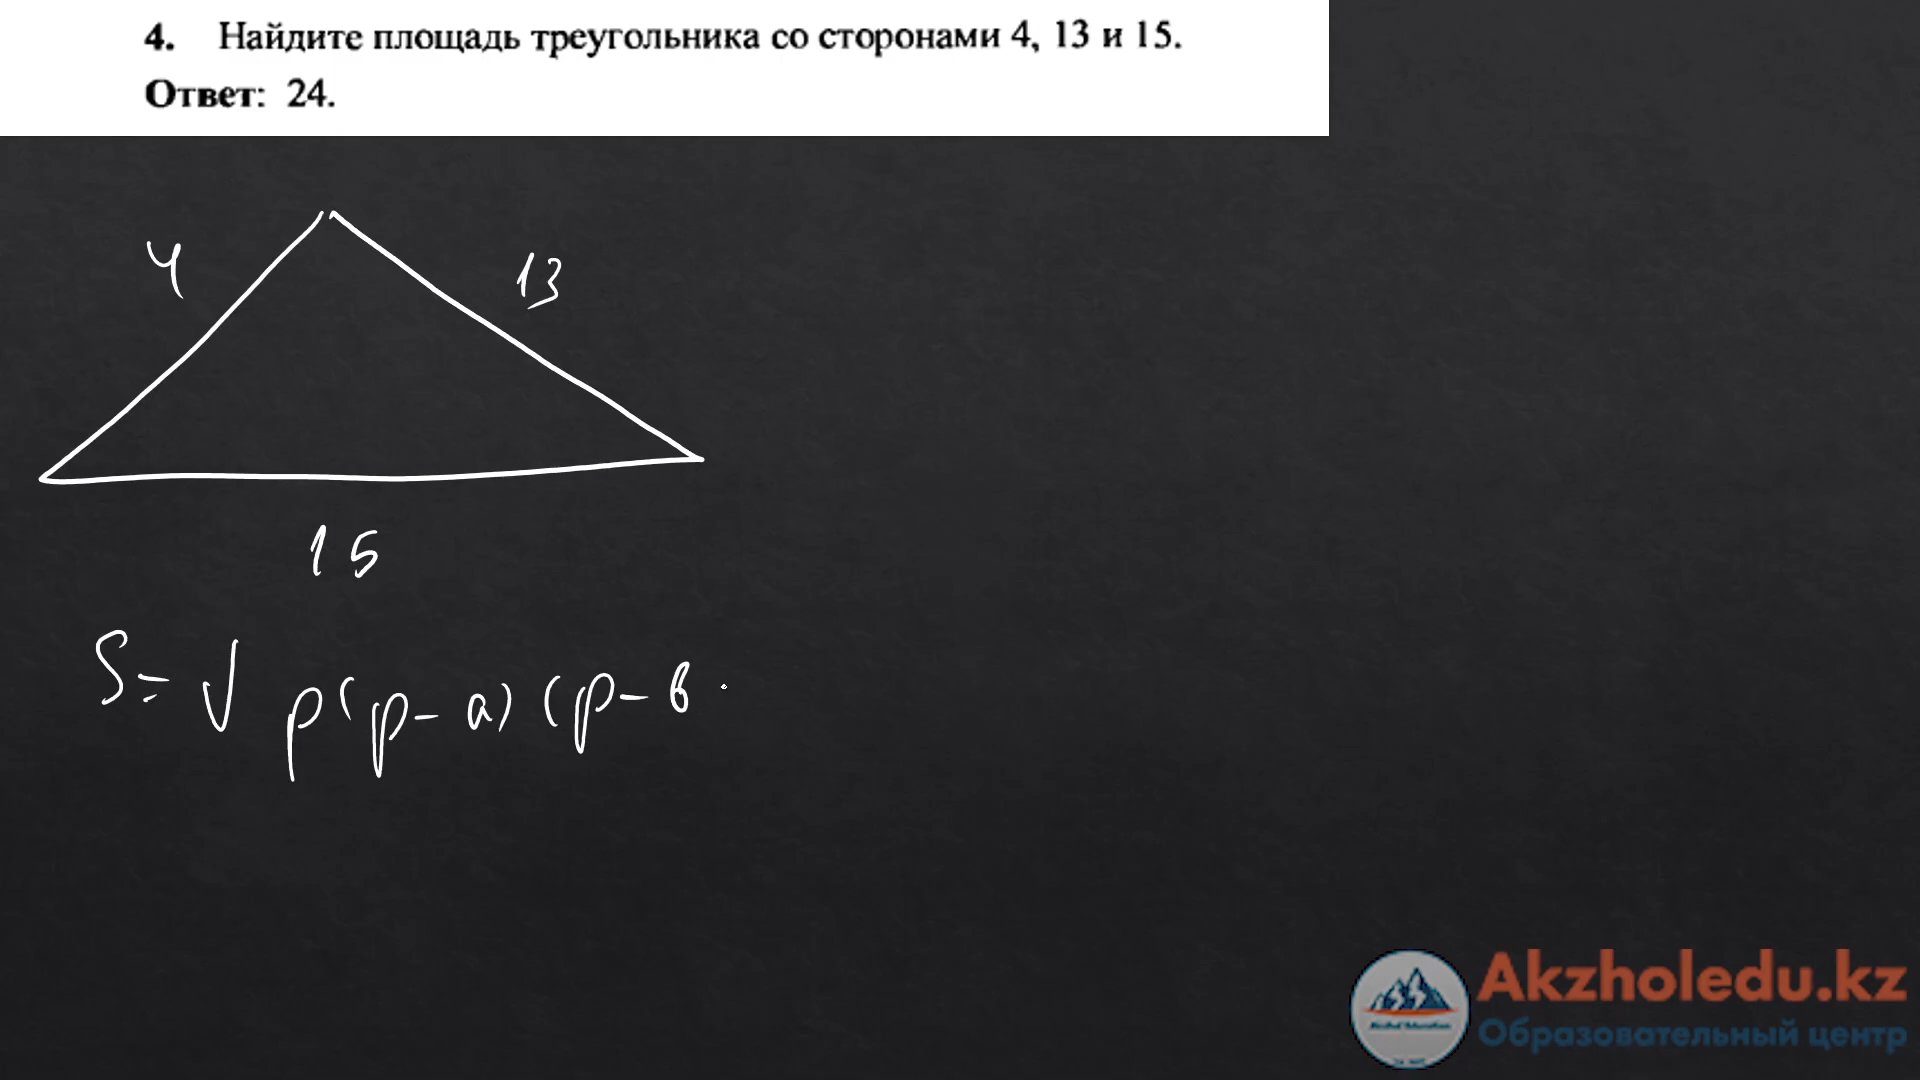 4. Найдите площадь треугольника со сторонами 4, 13 и 15.
Ответ: 24.
4
13
15
S= √ p(p-a)(p-в
Akzholedu.kz
Образовательный центр